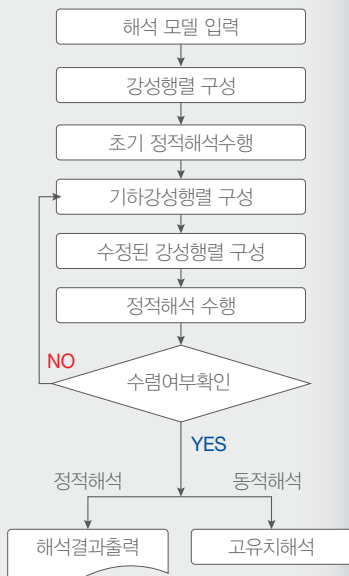 해석 모델 입력
강성행렬 구성
초기 정적해석수행
기하강성행렬 구성
수정된 강성행렬 구성
정적해석 수행
수렴여부확인
NO
YES
정적해석 동적해석
해석결과출력 고유치해석